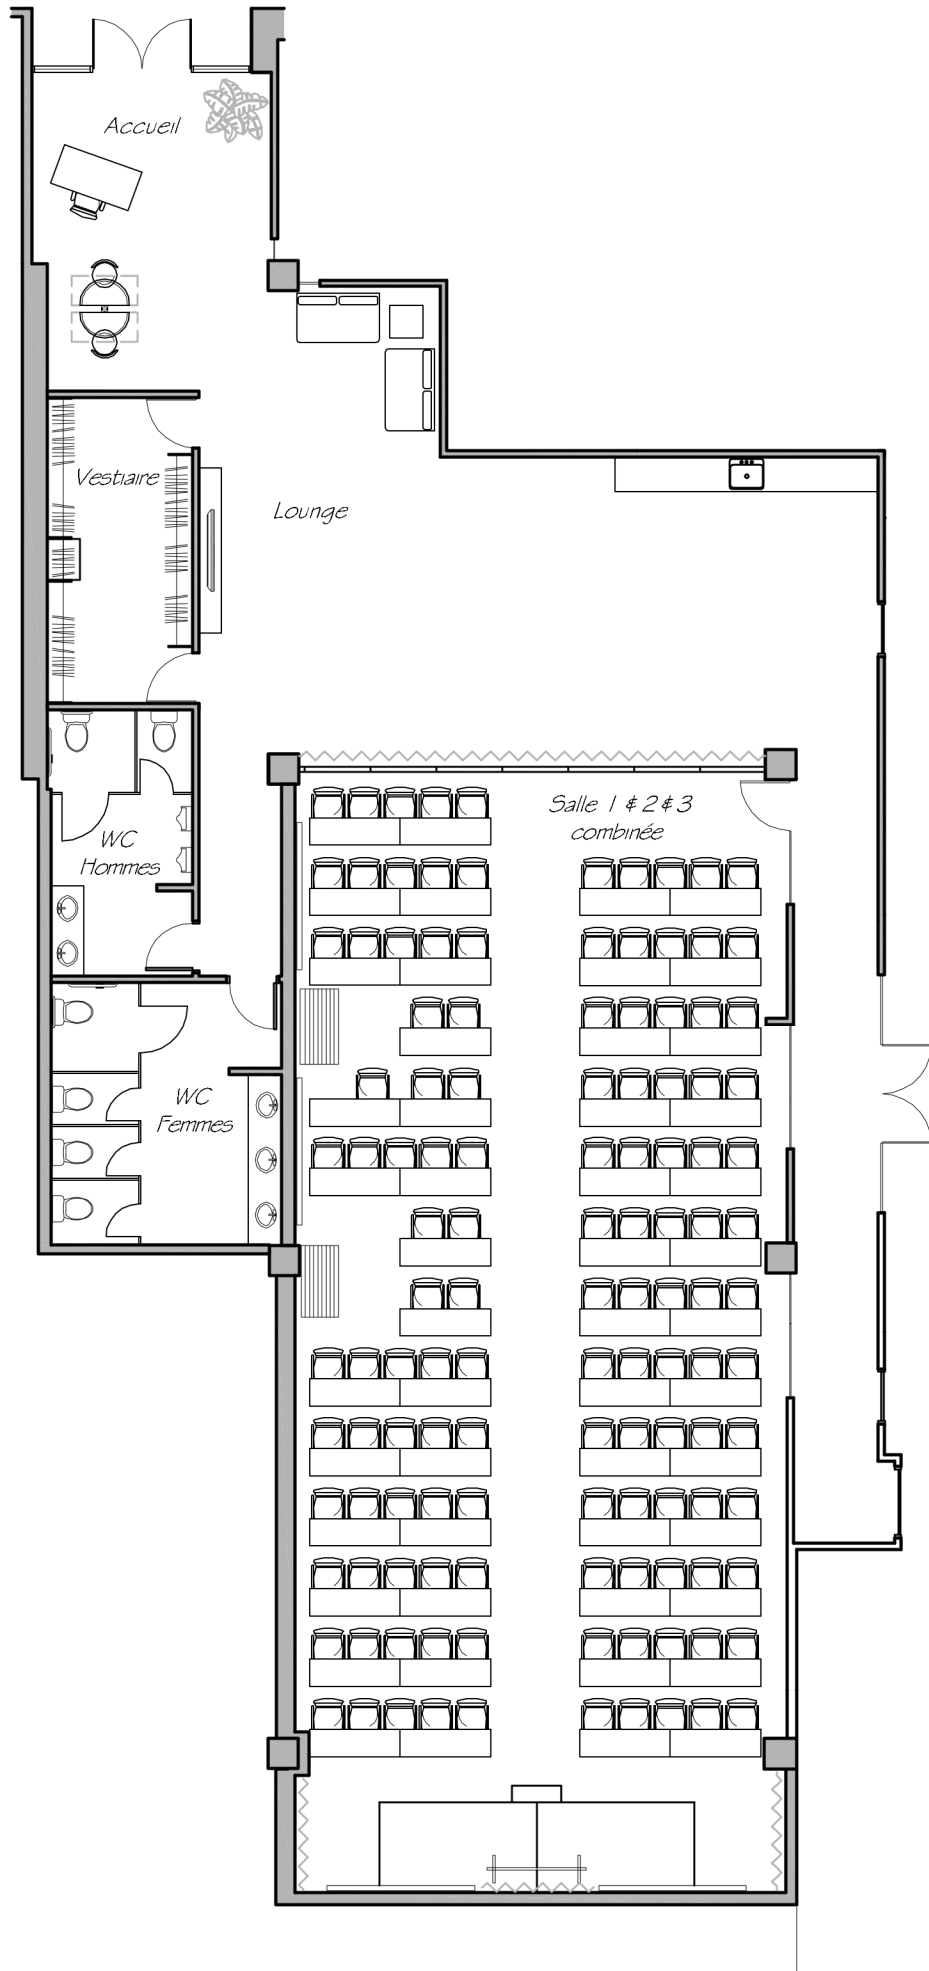 Accueil
Vestiaire
Lounge
Salle 1 & 2 & 3
combinée
WC
Hommes
WC
Femmes